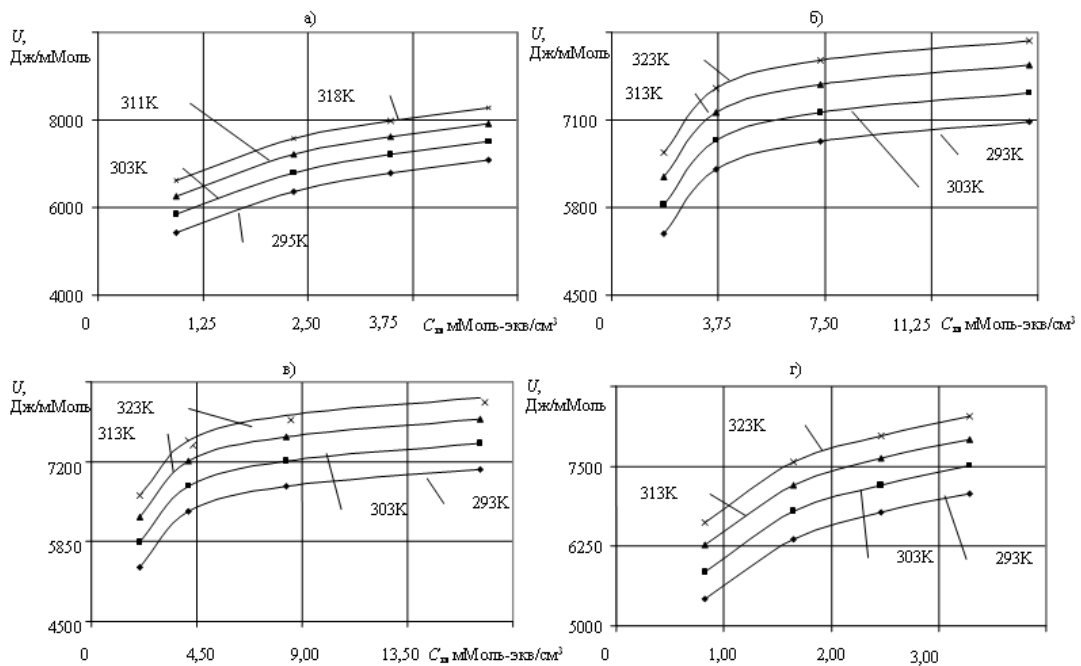 а)
U,
Дж/мМоль
8000
6000
4000
311K
318K
303K
295K
0 1,25 2,50 3,75 Cпл мМоль-экв/см³
б)
U,
Дж/мМоль
7100
5800
4500
323K
313K
293K
303K
0 3,75 7,50 11,25 Cпл мМоль-экв/см³
в)
U,
Дж/мМоль
7200
5850
4500
323K
313K
303K
293K
0 4,50 9,00 13,50 Cпл мМоль-экв/см³
г)
U,
Дж/мМоль
7500
6250
5000
323K
313K
303K
293K
0 1,00 2,00 3,00